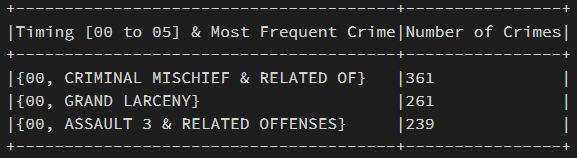 +----------------------------------------+----------------+
|Timing [00 to 05] & Most Frequent Crime|Number of Crimes|
+----------------------------------------+----------------+
|{00, CRIMINAL MISCHIEF & RELATED OF}   |361             |
|{00, GRAND LARCENY}                    |261             |
|{00, ASSAULT 3 & RELATED OFFENSES}     |239             |
+----------------------------------------+----------------+